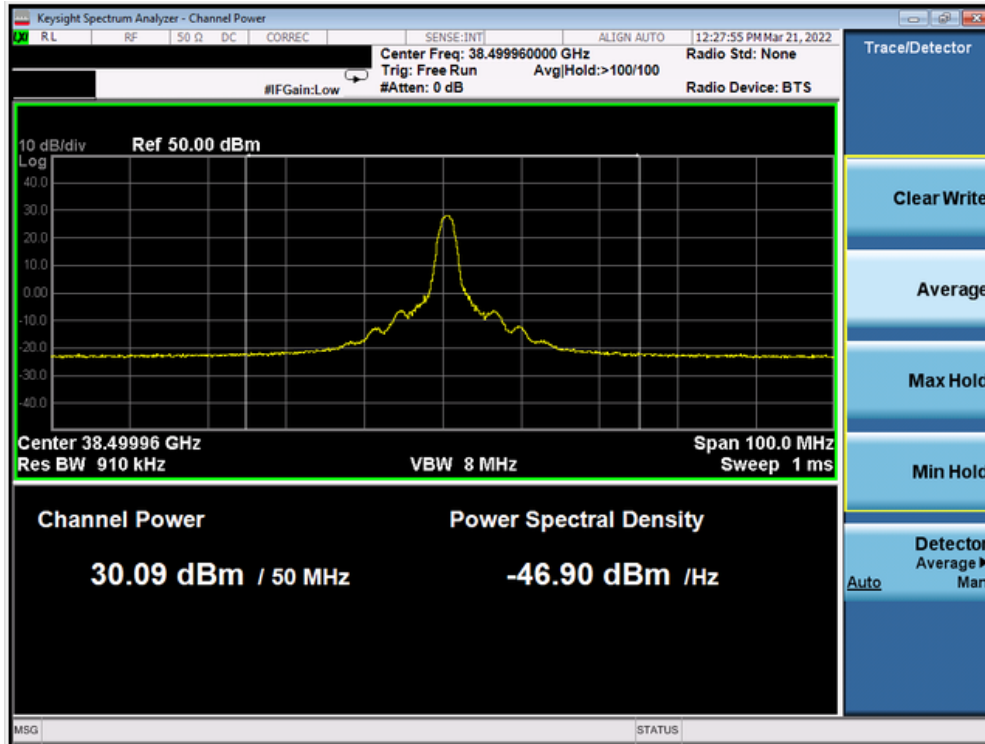 Keysight Spectrum Analyzer - Channel Power
LXI RL RF 50 Ω DC CORREC SENSE:INT ALIGN AUTO 12:27:55 PM Mar 21, 2022
Center Freq: 38.499960000 GHz Radio Std: None
Trig: Free Run Avg|Hold:>100/100
#IFGain:Low #Atten: 0 dB Radio Device: BTS
10 dB/div Ref 50.00 dBm
Log
40.0
30.0
20.0
10.0
0.00
-10.0
-20.0
-30.0
-40.0
Center 38.49996 GHz Span 100.0 MHz
Res BW 910 kHz VBW 8 MHz Sweep 1 ms
Channel Power Power Spectral Density
30.09 dBm / 50 MHz -46.90 dBm /Hz
MSG STATUS
Trace/Detector
Clear Write
Average
Max Hold
Min Hold
Detector
Average
Auto Man